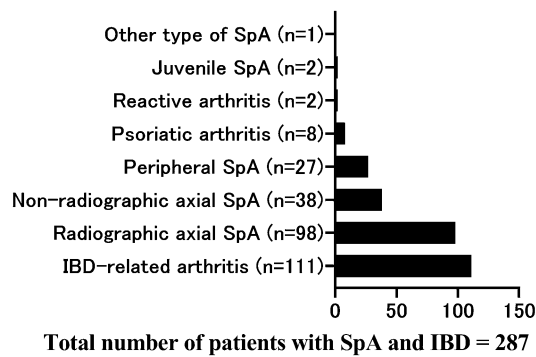 Other type of SpA (n=1)
Juvenile SpA (n=2)
Reactive arthritis (n=2)
Psoriatic arthritis (n=8)
Peripheral SpA (n=27)
Non-radiographic axial SpA (n=38)
Radiographic axial SpA (n=98)
IBD-related arthritis (n=111)
0 50 100 150
Total number of patients with SpA and IBD = 287